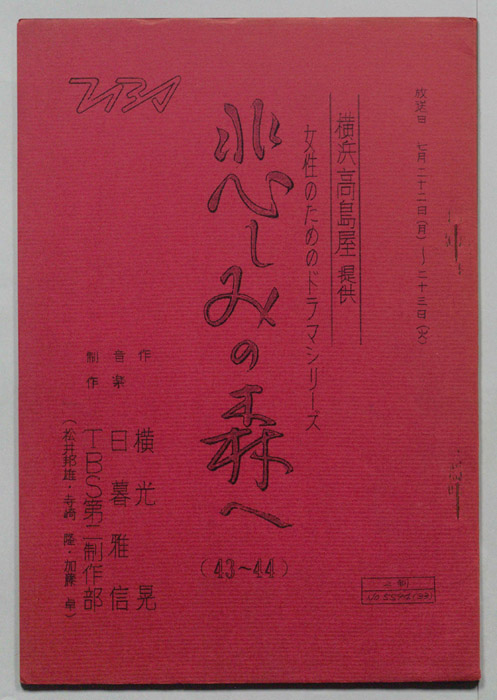 放送日 七月二十二日(月)〜二十三日(火)
横浜高島屋 提供
女性のためのドラマシリーズ
悲しみの森へ
(43〜44)
TBS
作 横光 晃
音楽 日暮雅信
制作 TBS第二制作部
(松井邦雄・寺崎 隆・加藤 卓)